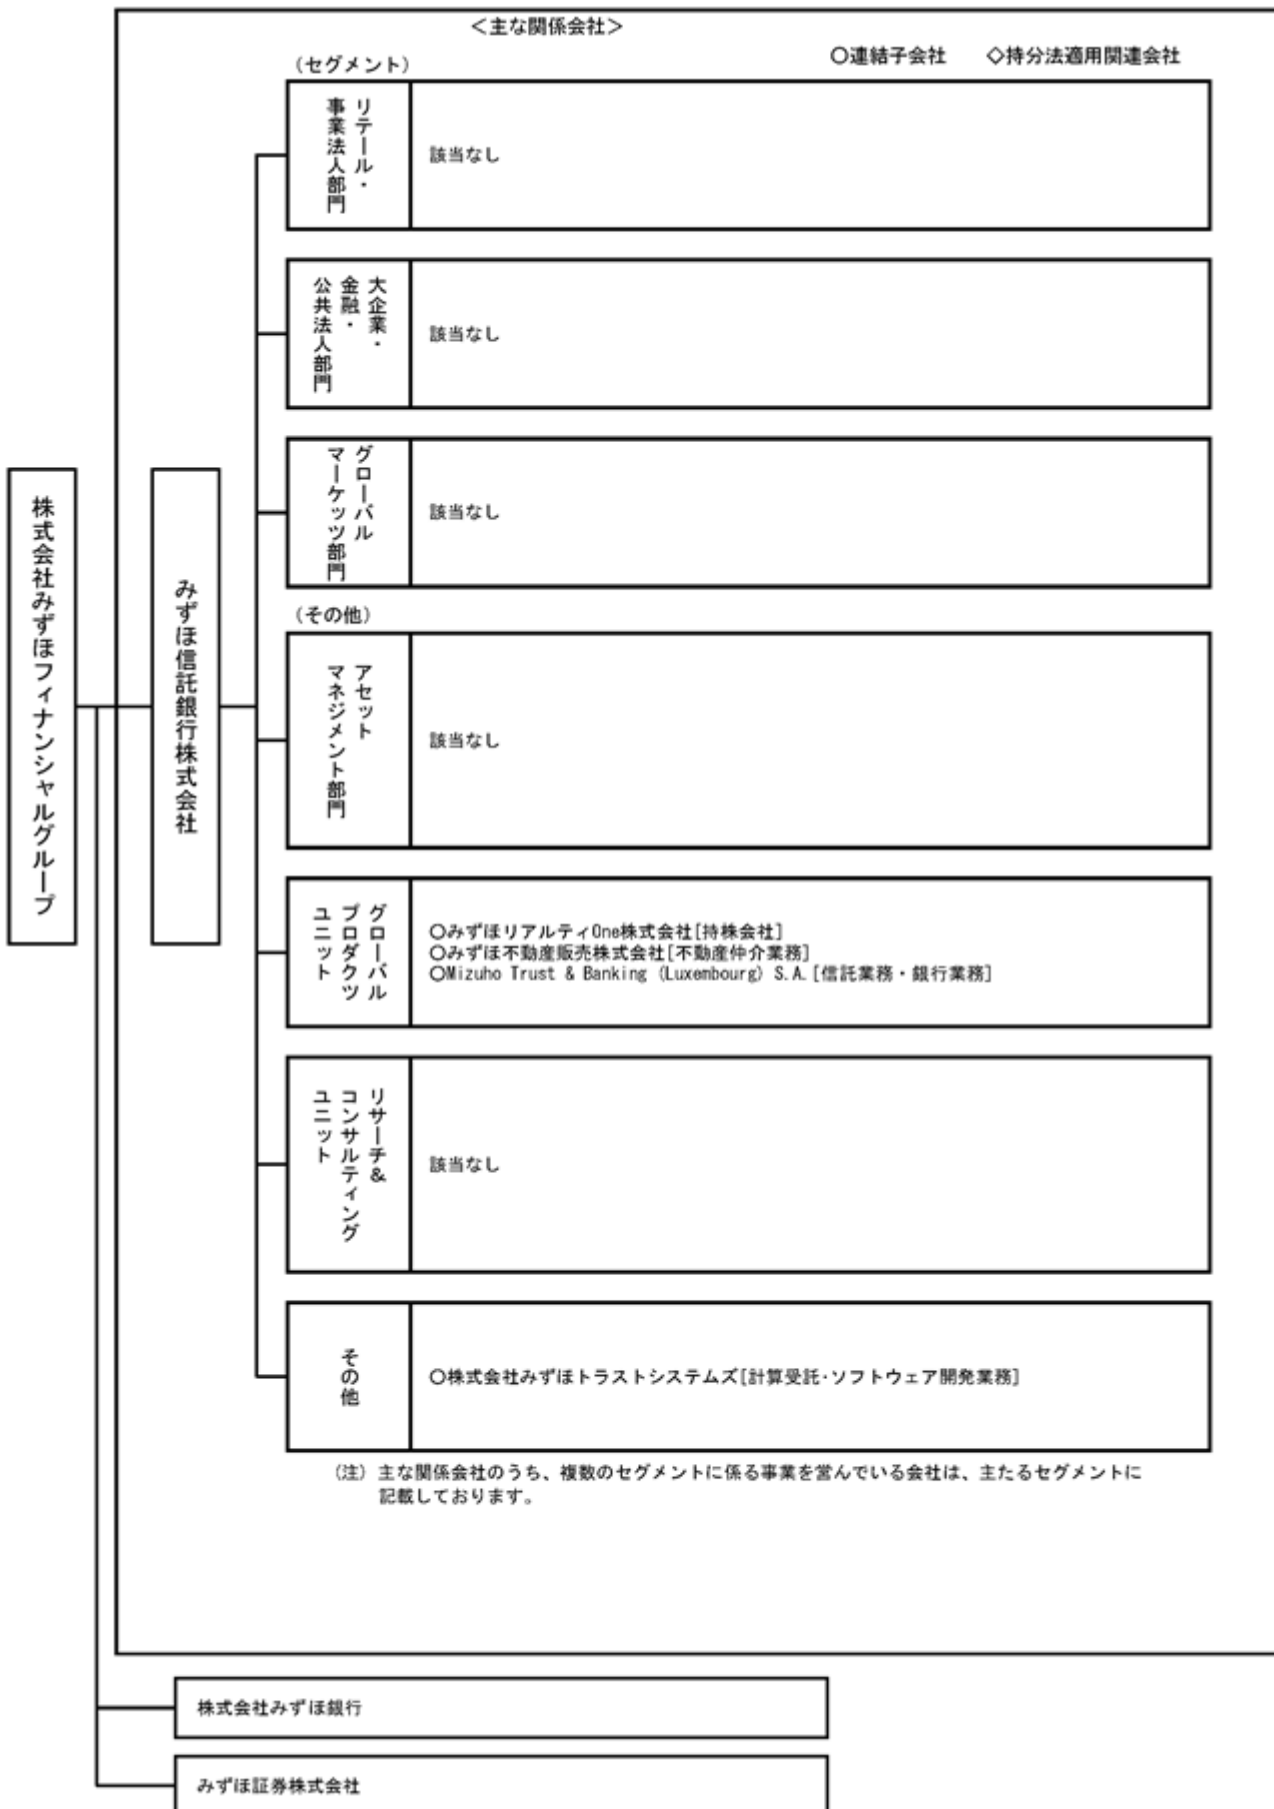 ＜主な関係会社＞
○連結子会社　◇持分法適用関連会社
（セグメント）
リテール・
事業法人部門
該当なし
大企業・
金融・
公共法人部門
該当なし
グローバル
マーケッツ部門
該当なし
株式会社みずほフィナンシャルグループ
みずほ信託銀行株式会社
（その他）
アセット
マネジメント部門
該当なし
グローバル
プロダクツ
ユニット
○みずほリアルティOne株式会社[持株会社]
○みずほ不動産販売株式会社[不動産仲介業務]
○Mizuho Trust & Banking (Luxembourg) S.A.[信託業務・銀行業務]
リサーチ＆
コンサルティング
ユニット
該当なし
その他
○株式会社みずほトラストシステムズ[計算受託･ソフトウェア開発業務]
（注）主な関係会社のうち、複数のセグメントに係る事業を営んでいる会社は、主たるセグメントに
記載しております。
株式会社みずほ銀行
みずほ証券株式会社